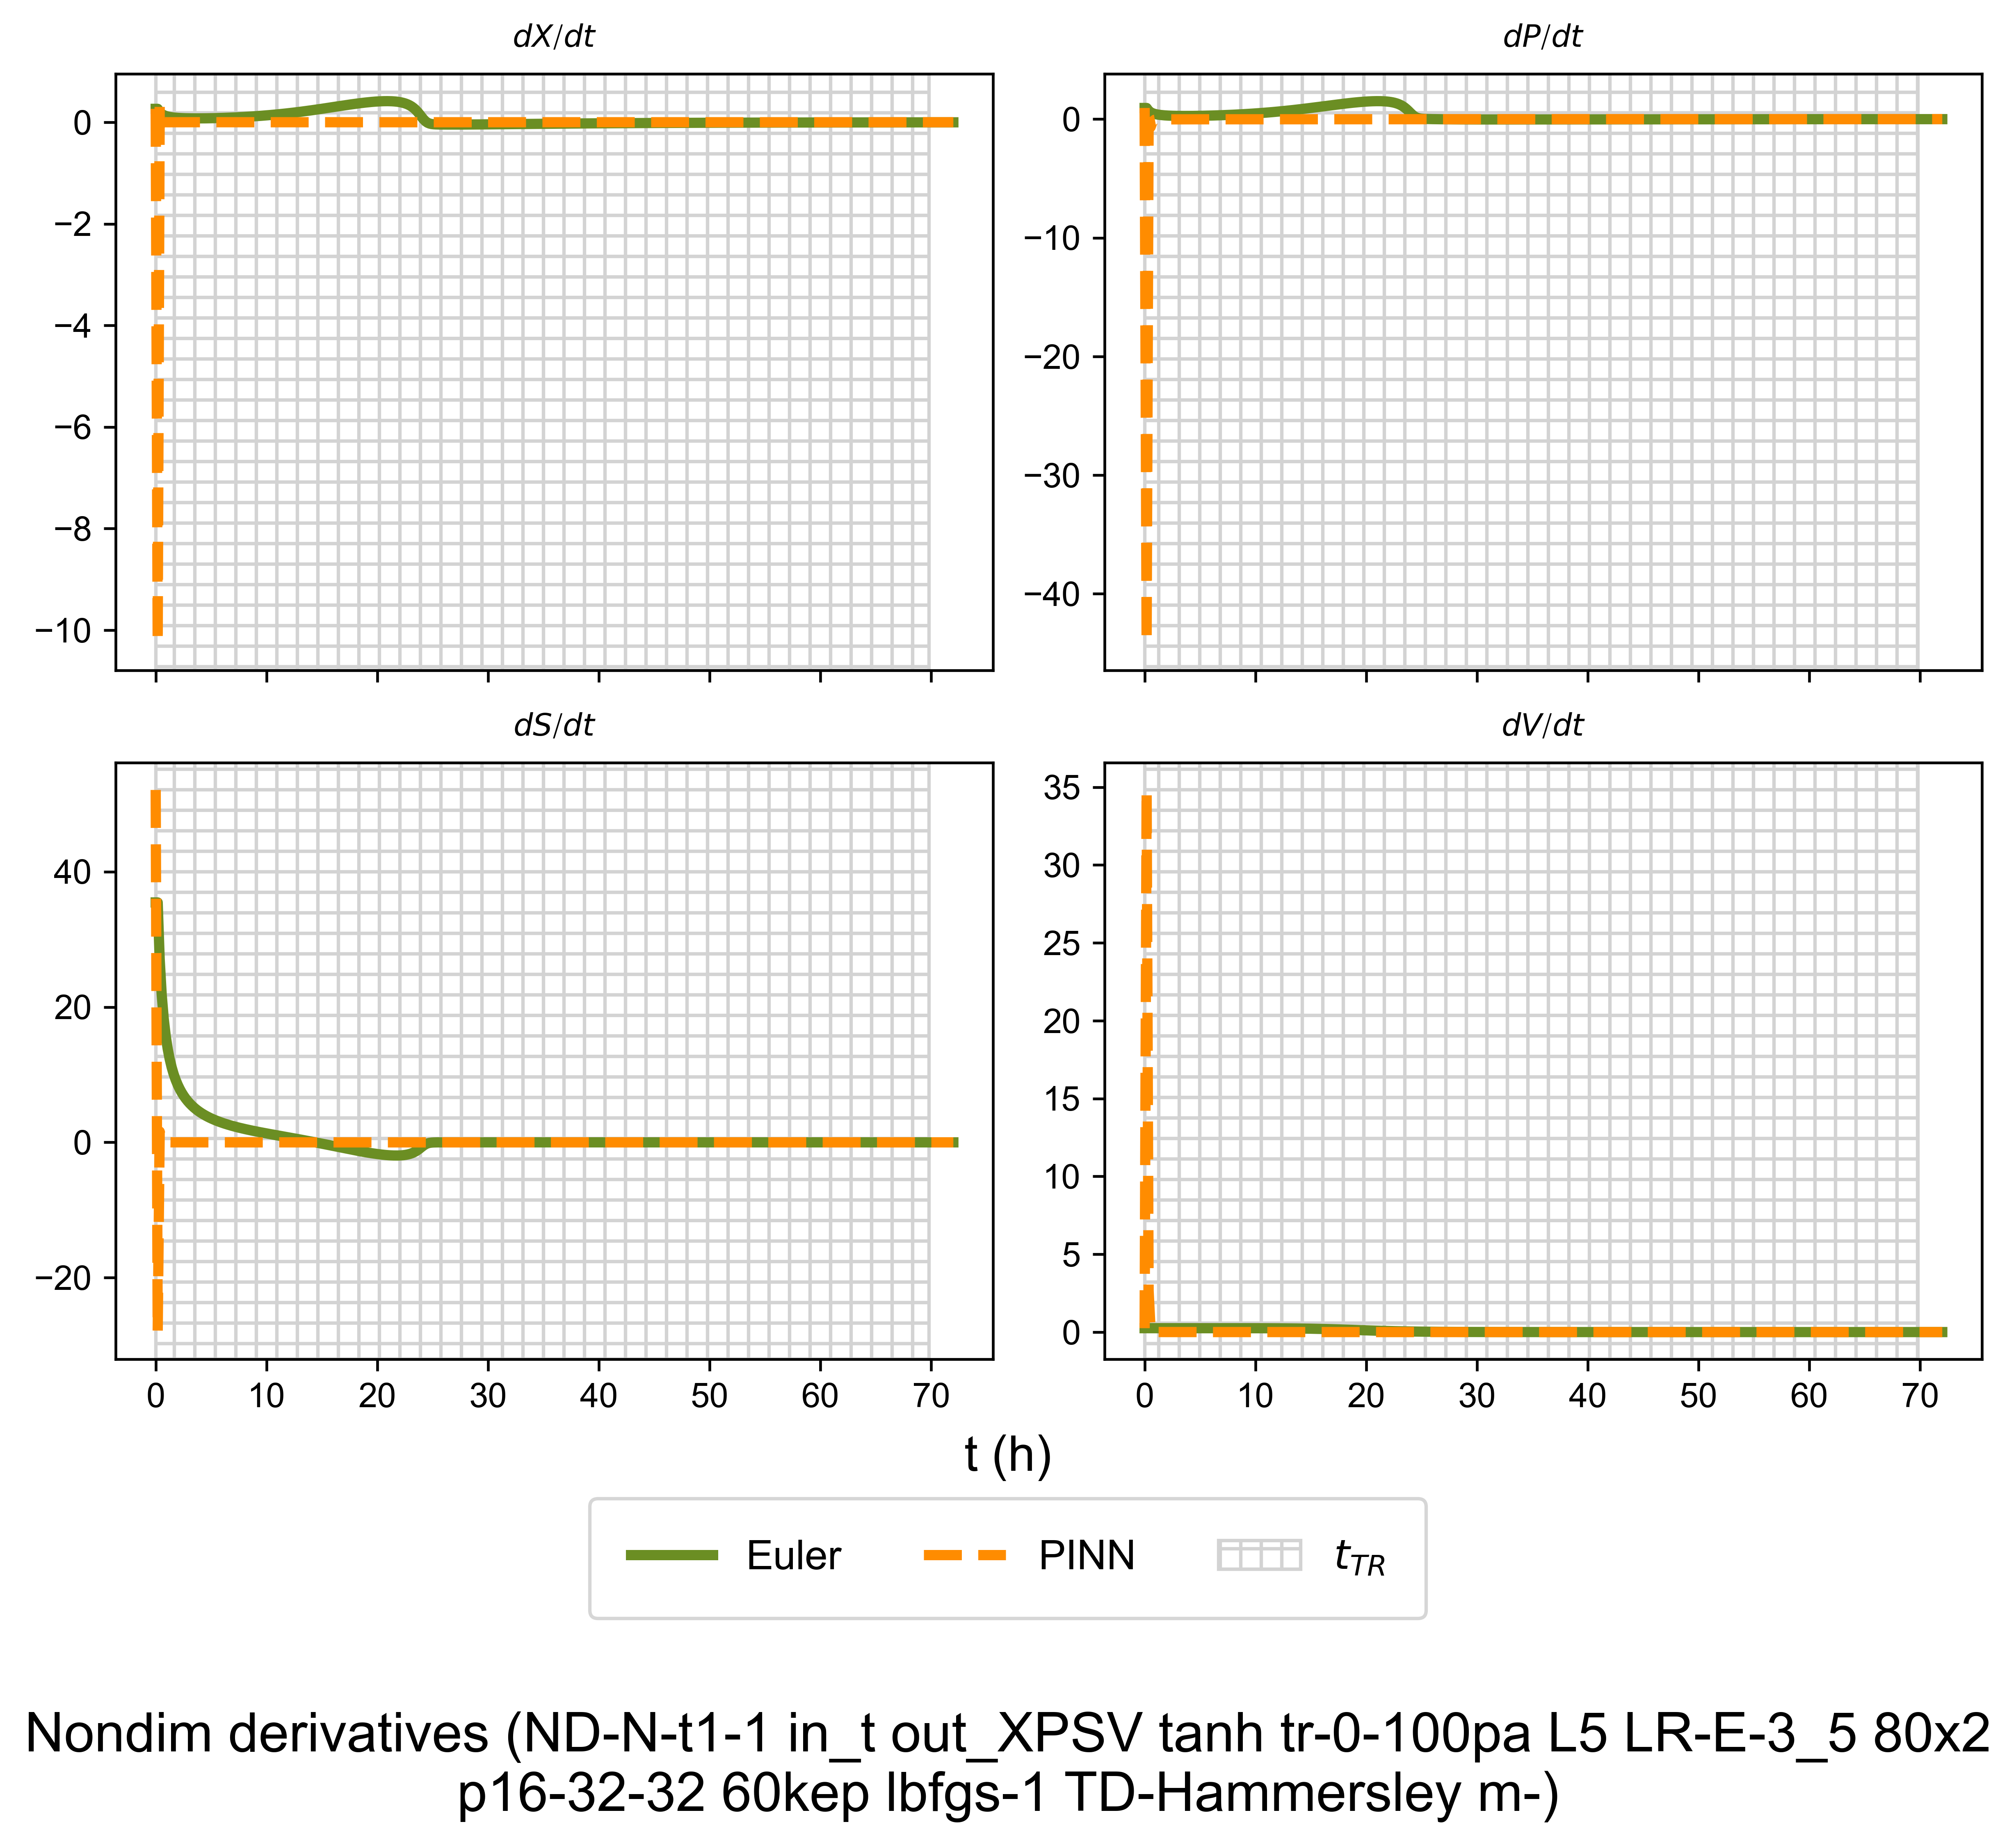 dX/dt
dP/dt
0
−2
−4
−6
−8
−10
0
−10
−20
−30
−40
dS/dt
dV/dt
40
20
0
−20
35
30
25
20
15
10
5
0
0 10 20 30 40 50 60 70
0 10 20 30 40 50 60 70
t (h)
Euler PINN t_TR
Nondim derivatives (ND-N-t1-1 in_t out_XPSV tanh tr-0-100pa L5 LR-E-3_5 80x2
p16-32-32 60kep lbfgs-1 TD-Hammersley m-)